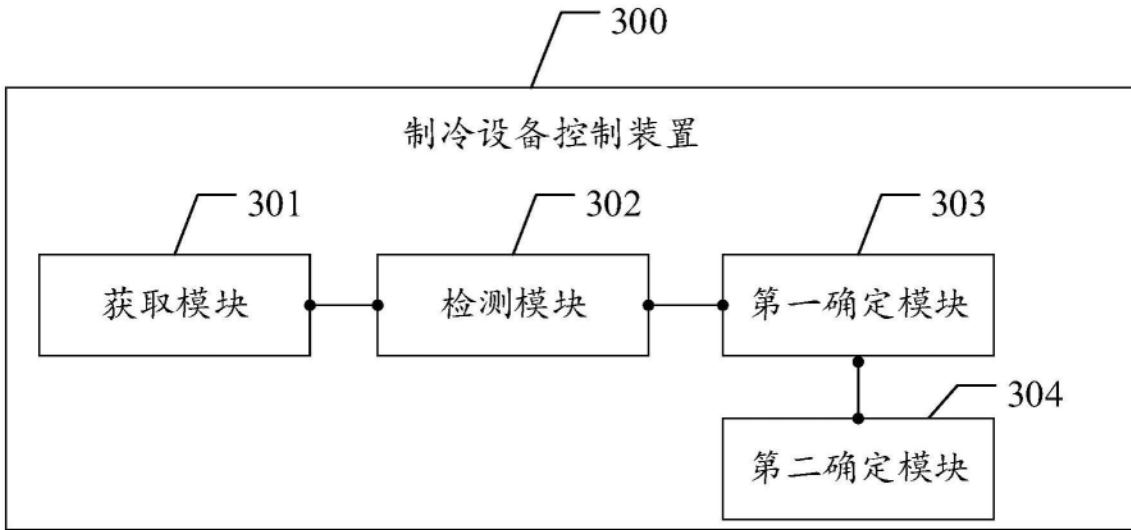 300
制冷设备控制装置
301
302
303
获取模块
检测模块
第一确定模块
304
第二确定模块